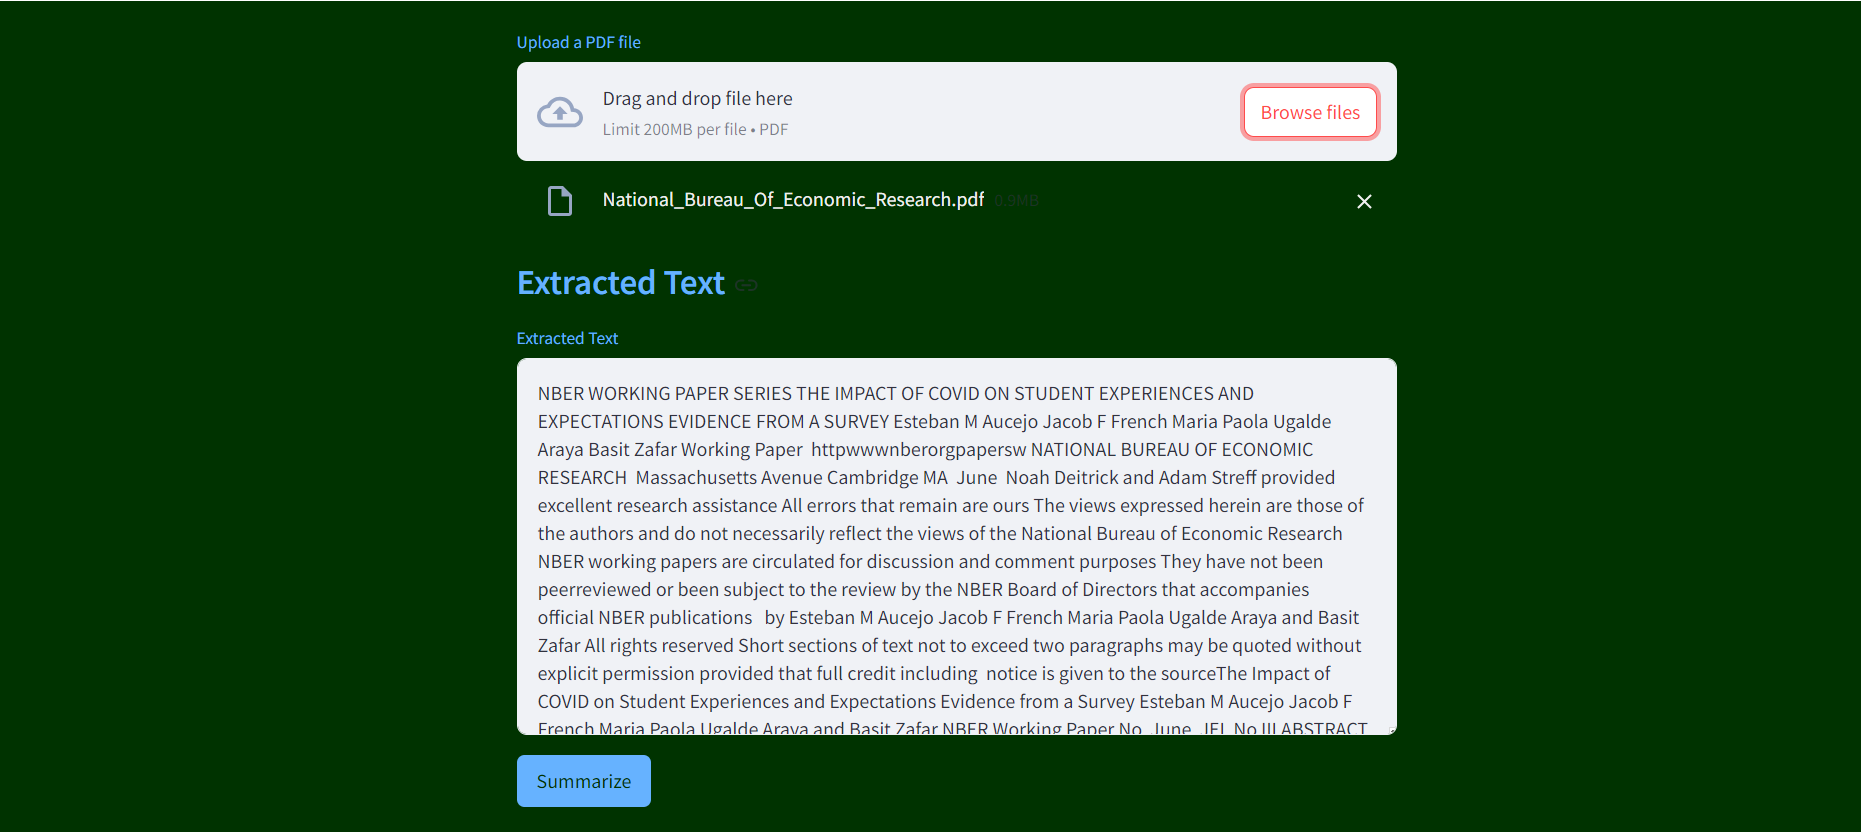 Upload a PDF file
Drag and drop file here
Limit 200MB per file • PDF
Browse files
National_Bureau_Of_Economic_Research.pdf 0.9MB
Extracted Text
Extracted Text
NBER WORKING PAPER SERIES THE IMPACT OF COVID ON STUDENT EXPERIENCES AND
EXPECTATIONS EVIDENCE FROM A SURVEY Esteban M Aucejo Jacob F French Maria Paola Ugalde
Araya Basit Zafar Working Paper  httpwwwnberorgpapersw NATIONAL BUREAU OF ECONOMIC
RESEARCH  Massachusetts Avenue Cambridge MA  June  Noah Deitrick and Adam Streff provided
excellent research assistance All errors that remain are ours The views expressed herein are those of
the authors and do not necessarily reflect the views of the National Bureau of Economic Research
NBER working papers are circulated for discussion and comment purposes They have not been
peerreviewed or been subject to the review by the NBER Board of Directors that accompanies
official NBER publications   by Esteban M Aucejo Jacob F French Maria Paola Ugalde Araya and Basit
Zafar All rights reserved Short sections of text not to exceed two paragraphs may be quoted without
explicit permission provided that full credit including  notice is given to the sourceThe Impact of
COVID on Student Experiences and Expectations Evidence from a Survey Esteban M Aucejo Jacob F
French Maria Paola Ugalde Araya and Basit Zafar NBER Working Paper No  June  JEL No III ABSTRACT
Summarize